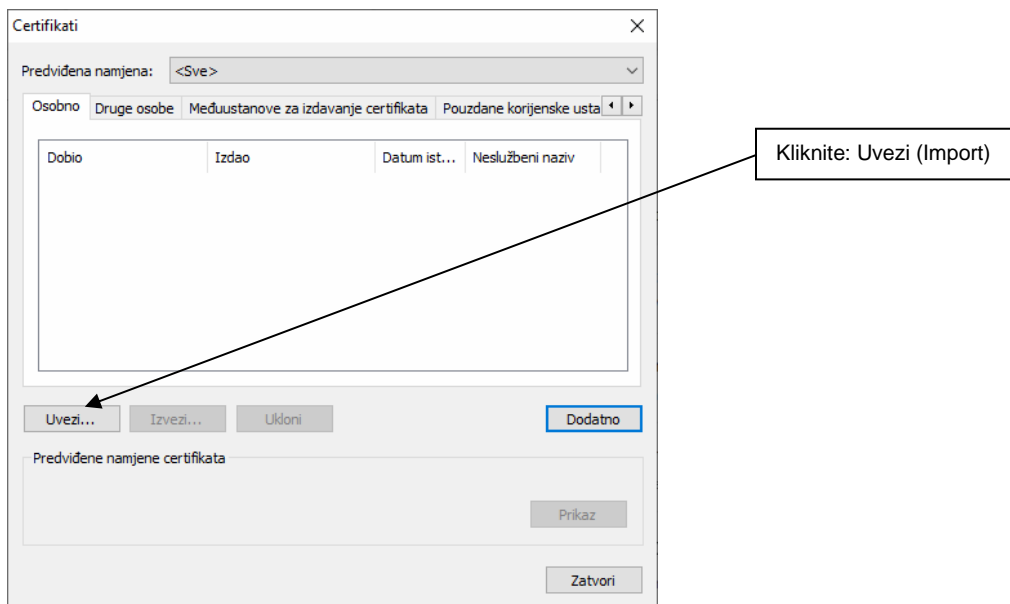 Certifikati
Predviđena namjena: <Sve>
Osobno Druge osobe Međuustanove za izdavanje certifikata Pouzdane korijenske usta
Kliknite: Uvezi (Import)
Dobio Izdao Datum ist... Neslužbeni naziv
Uvezi... Izvezi... Ukloni Dodatno
Predviđene namjene certifikata
Prikaz
Zatvori